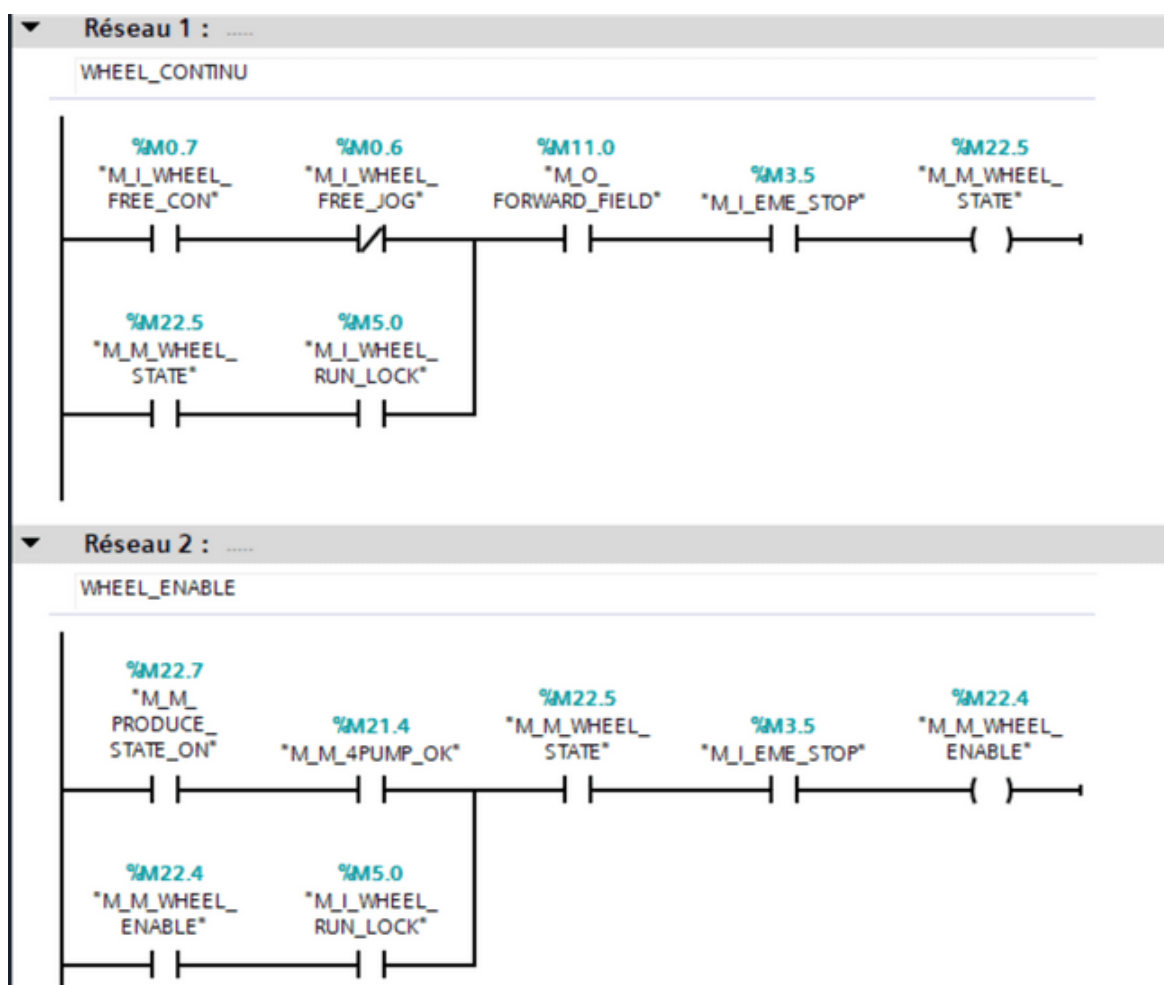 Réseau 1 : .....
WHEEL_CONTINU
%M0.7
"M_I_WHEEL_
FREE_CON"
%M0.6
"M_I_WHEEL_
FREE_JOG"
%M11.0
"M_O_
FORWARD_FIELD"
%M3.5
"M_I_EME_STOP"
%M22.5
"M_M_WHEEL_
STATE"
%M22.5
"M_M_WHEEL_
STATE"
%M5.0
"M_I_WHEEL_
RUN_LOCK"
Réseau 2 : .....
WHEEL_ENABLE
%M22.7
"M_M_
PRODUCE_
STATE_ON"
%M21.4
"M_M_4PUMP_OK"
%M22.5
"M_M_WHEEL_
STATE"
%M3.5
"M_I_EME_STOP"
%M22.4
"M_M_WHEEL_
ENABLE"
%M22.4
"M_M_WHEEL_
ENABLE"
%M5.0
"M_I_WHEEL_
RUN_LOCK"